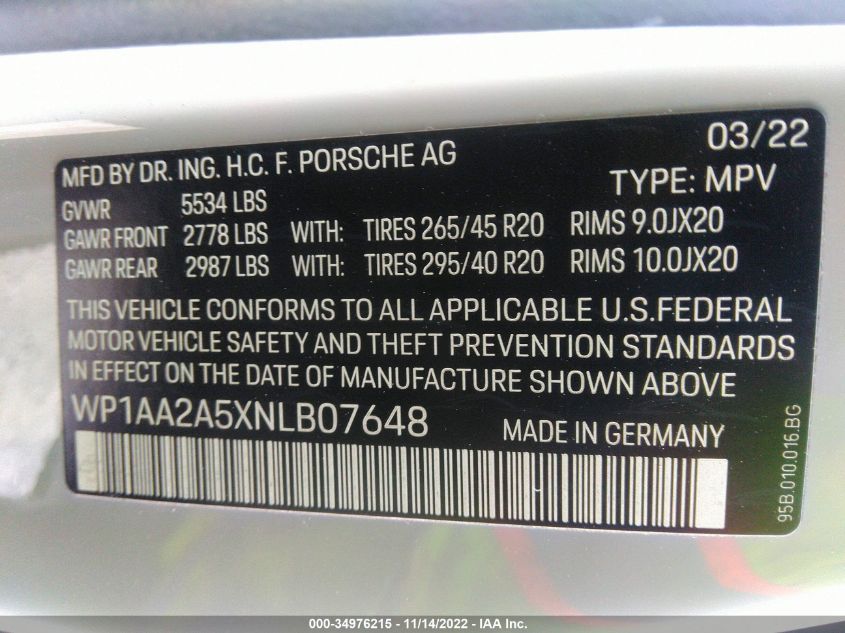 03/22
MFD BY DR. ING. H.C. F. PORSCHE AG
TYPE: MPV
GVWR 5534 LBS
GAWR FRONT 2778 LBS WITH: TIRES 265/45 R20 RIMS 9.0JX20
GAWR REAR 2987 LBS WITH: TIRES 295/40 R20 RIMS 10.0JX20
THIS VEHICLE CONFORMS TO ALL APPLICABLE U.S.FEDERAL
MOTOR VEHICLE SAFETY AND THEFT PREVENTION STANDARDS
IN EFFECT ON THE DATE OF MANUFACTURE SHOWN ABOVE
WP1AA2A5XNLB07648 MADE IN GERMANY
95B.010.016.BG
000-34976215 - 11/14/2022 - IAA Inc.